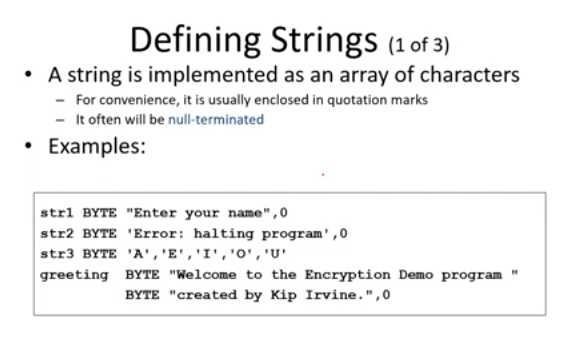 Defining Strings (1 of 3)
• A string is implemented as an array of characters
– For convenience, it is usually enclosed in quotation marks
– It often will be null-terminated
• Examples:
str1 BYTE "Enter your name",0
str2 BYTE 'Error: halting program',0
str3 BYTE 'A','E','I','O','U'
greeting  BYTE "Welcome to the Encryption Demo program "
          BYTE "created by Kip Irvine.",0